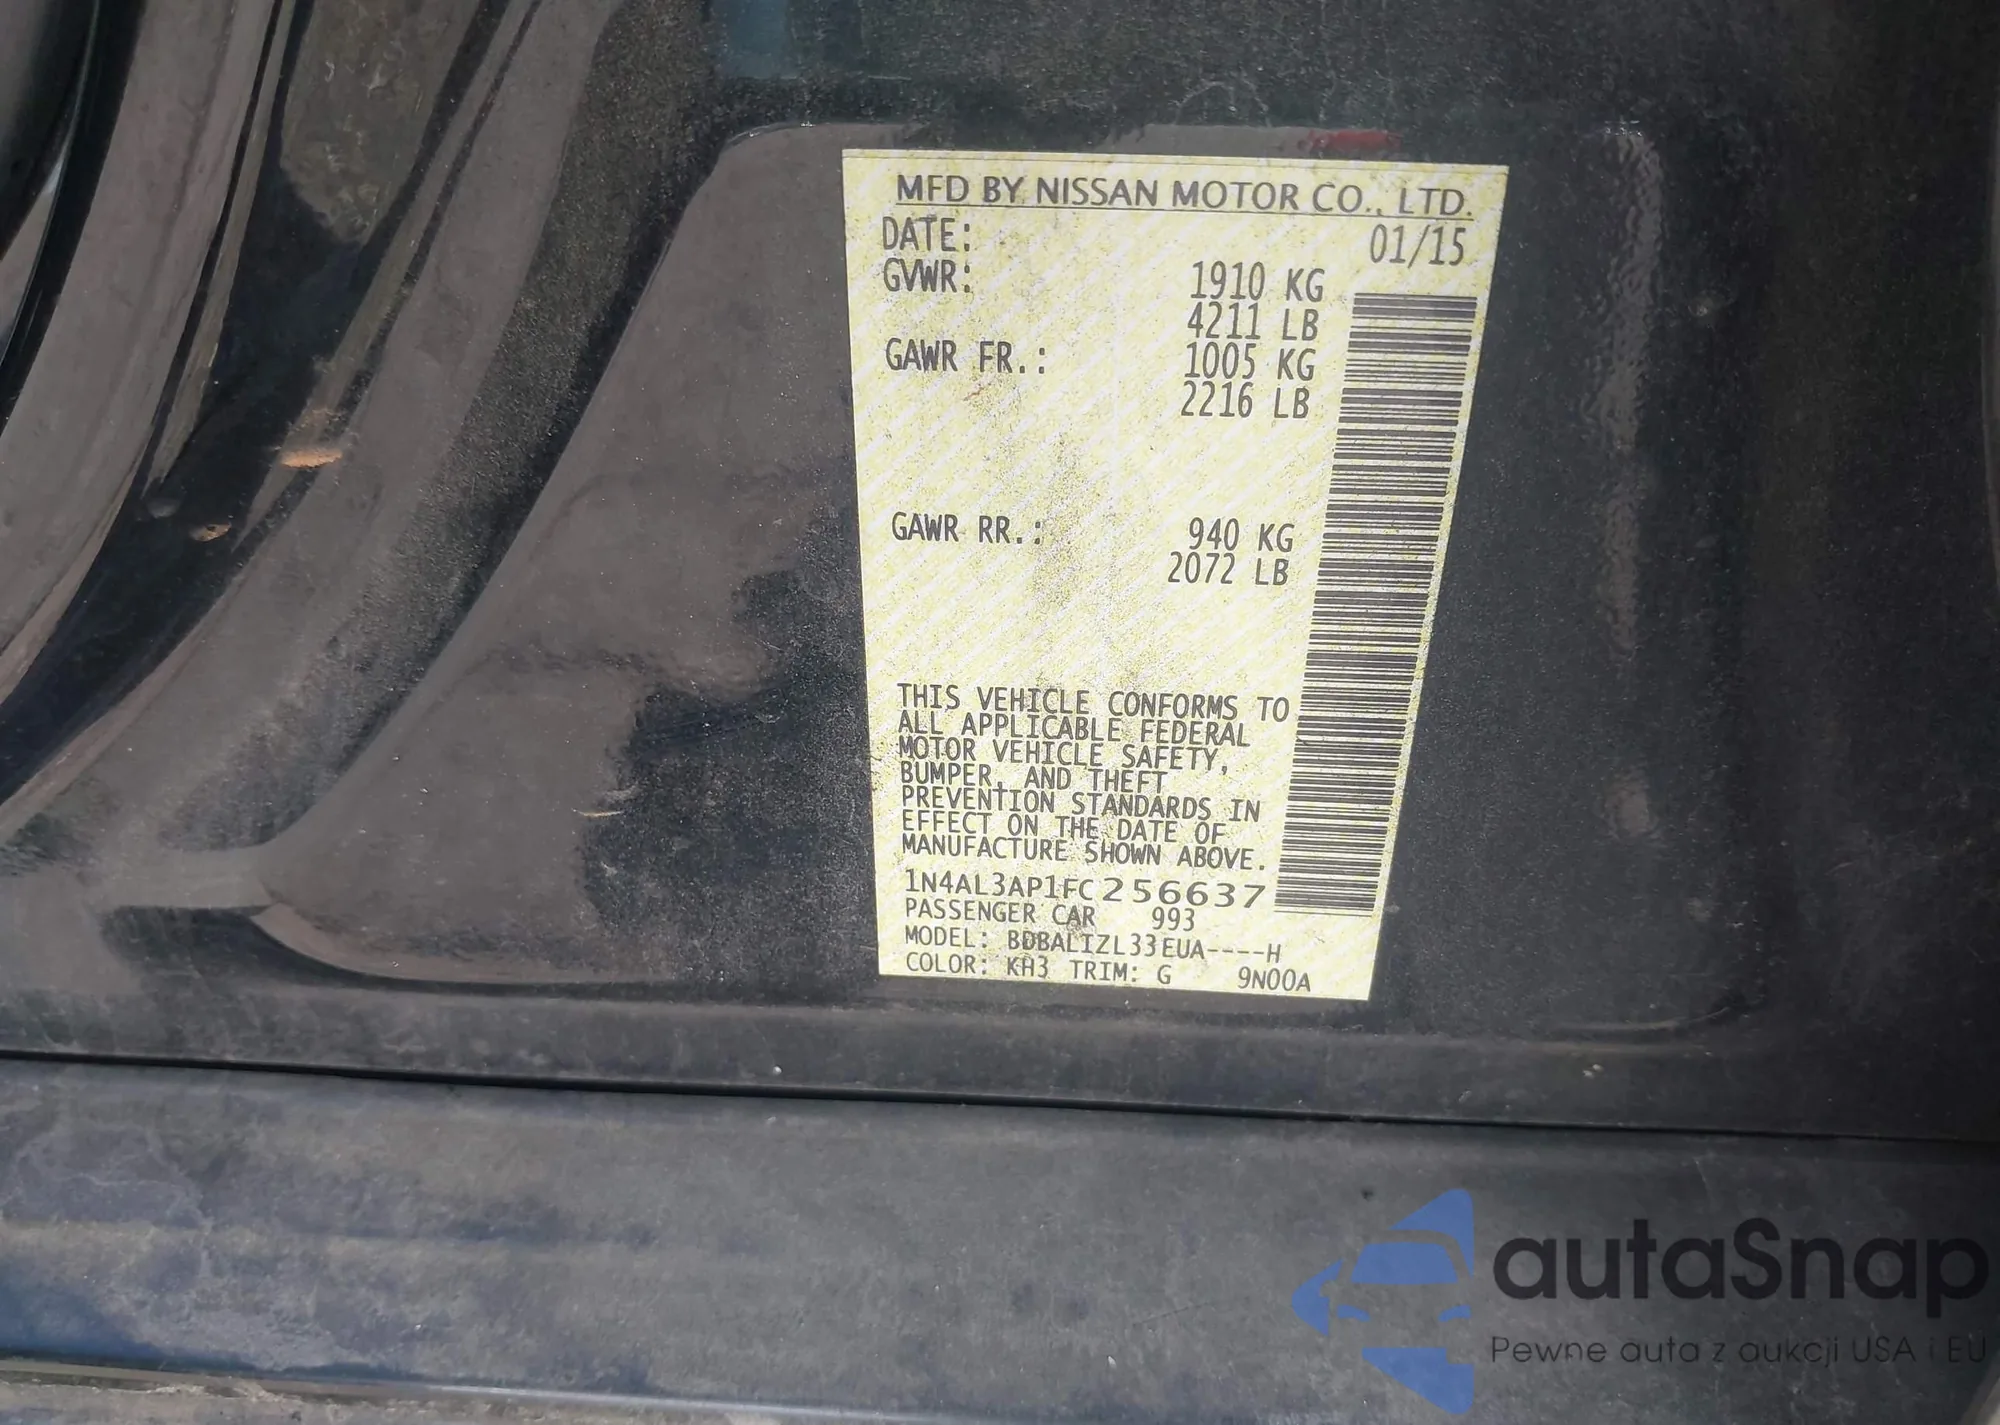 MFD BY NISSAN MOTOR CO., LTD.
DATE: 01/15
GVWR: 1910 KG
4211 LB
GAWR FR.: 1005 KG
2216 LB
GAWR RR.: 940 KG
2072 LB
THIS VEHICLE CONFORMS TO
ALL APPLICABLE FEDERAL
MOTOR VEHICLE SAFETY,
BUMPER, AND THEFT
PREVENTION STANDARDS IN
EFFECT ON THE DATE OF
MANUFACTURE SHOWN ABOVE.
1N4AL3AP1FC256637
PASSENGER CAR 993
MODEL: BDBALIZL33EUA----H
COLOR: KH3 TRIM: G 9N00A
autaSnap
Pewne auta z aukcji USA i EU